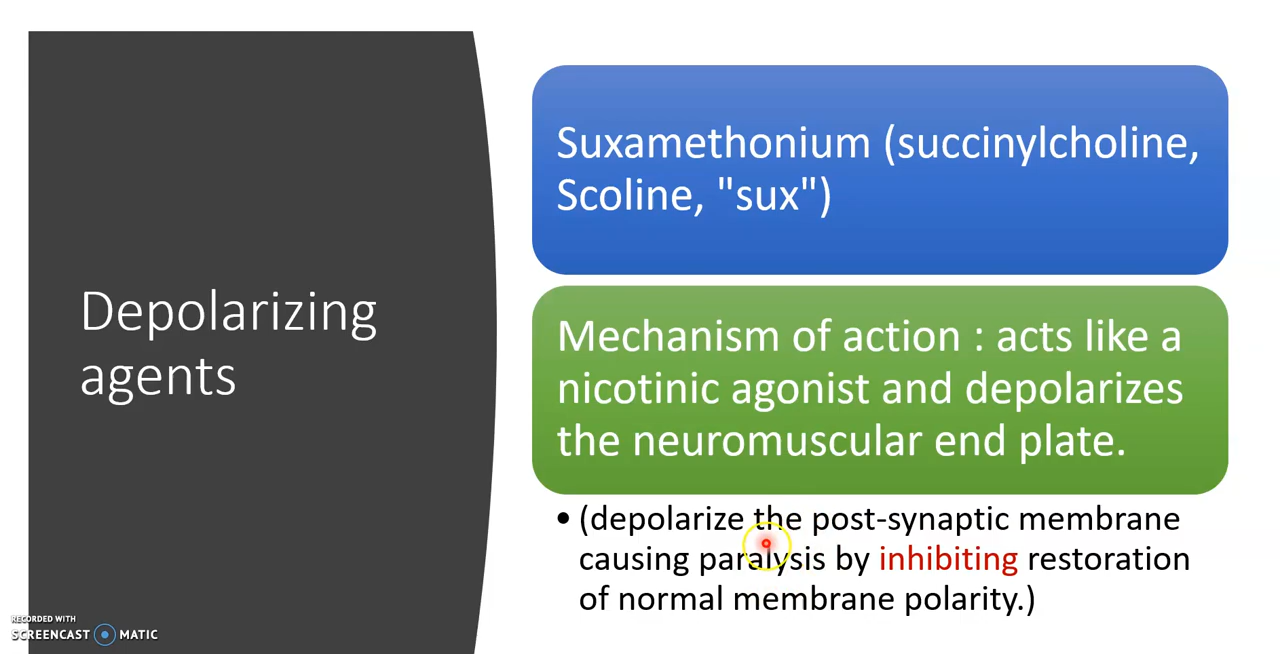 Depolarizing
agents
Suxamethonium (succinylcholine,
Scoline, "sux")
Mechanism of action : acts like a
nicotinic agonist and depolarizes
the neuromuscular end plate.
• (depolarize the post-synaptic membrane
causing paralysis by inhibiting restoration
of normal membrane polarity.)
RECORDED WITH
SCREENCAST MATIC